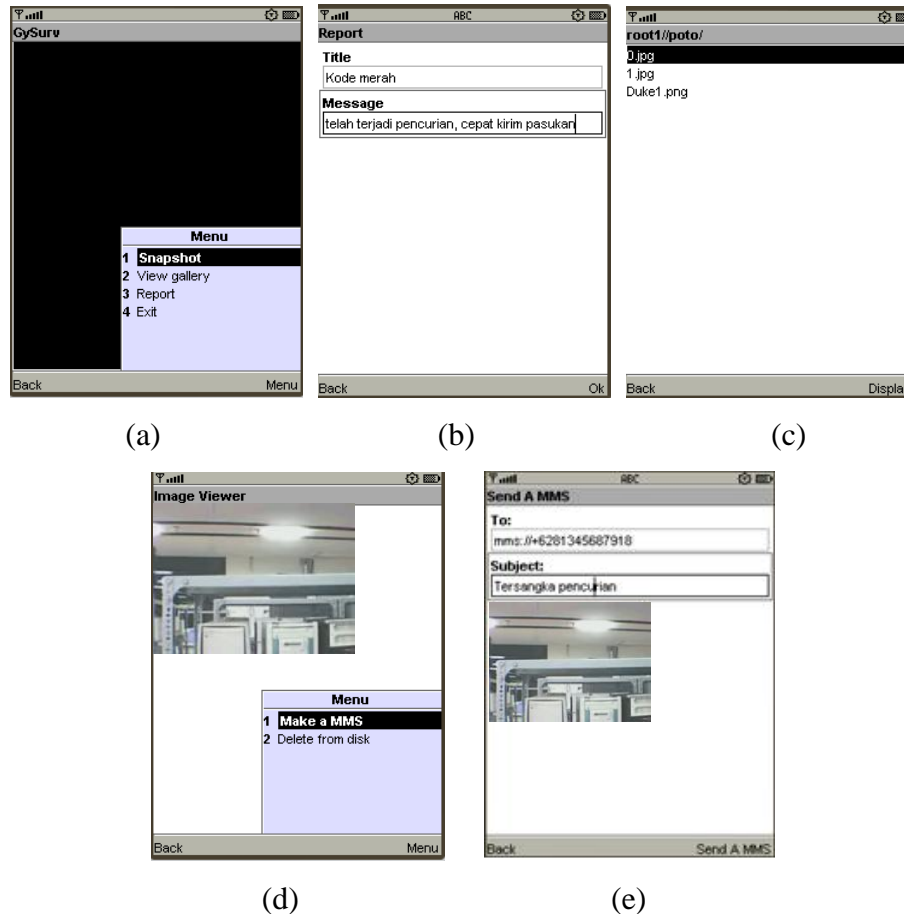 GySurv
Menu
1 Snapshot
2 View gallery
3 Report
4 Exit
Back Menu
(a)
ABC
Report
Title
Kode merah
Message
telah terjadi pencurian, cepat kirim pasukan
Back Ok
(b)
root1//poto/
0.jpg
1.jpg
Duke1.png
Back Displa
(c)
Image Viewer
Menu
1 Make a MMS
2 Delete from disk
Back Menu
(d)
ABC
Send A MMS
To:
mms://+6281345687918
Subject:
Tersangka pencurian
Back Send A MMS
(e)